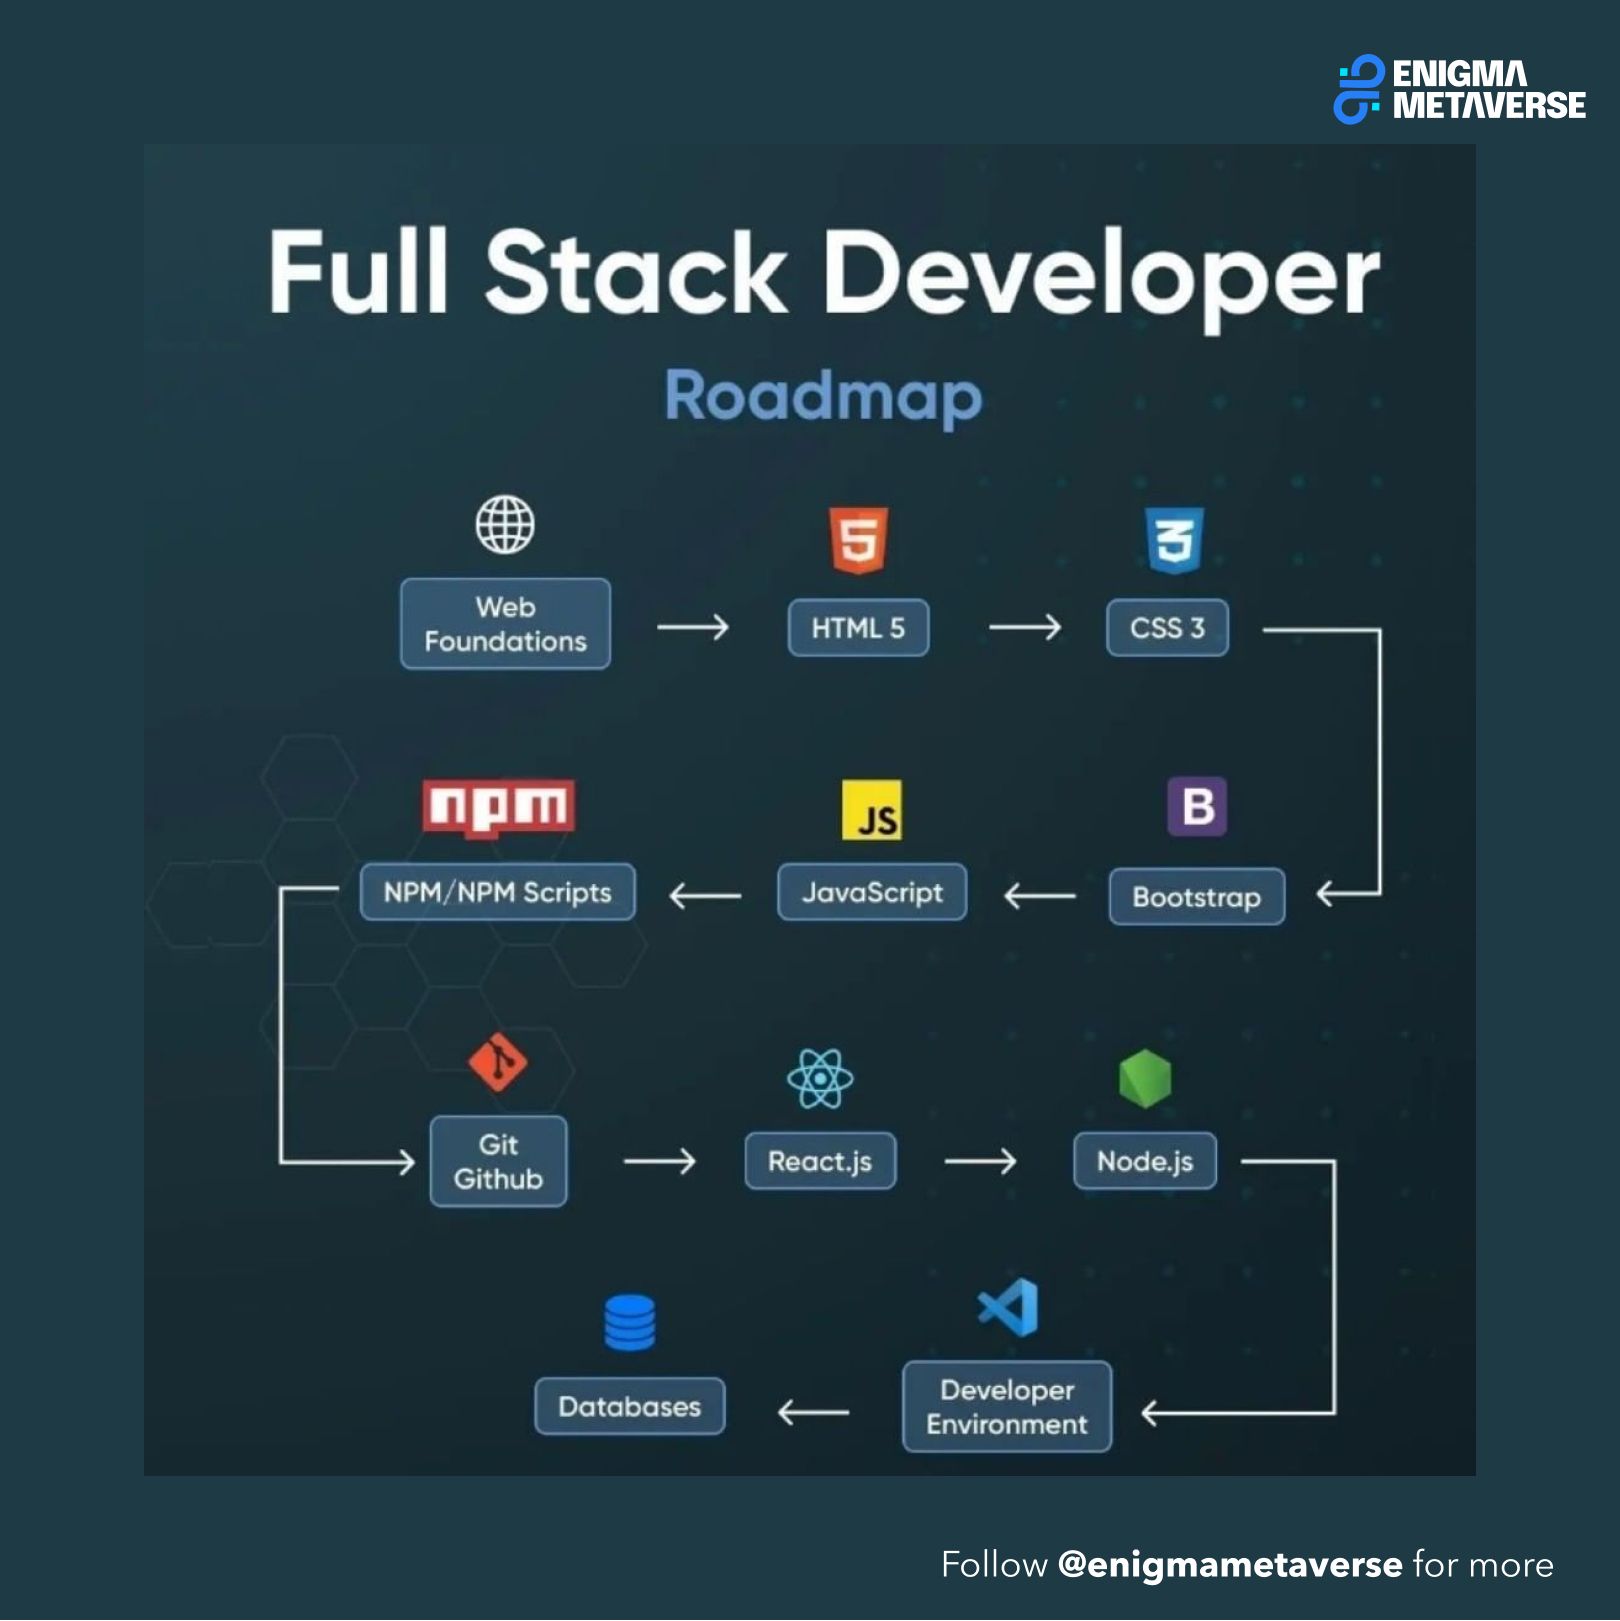 ENIGMA
METAVERSE
Full Stack Developer
Roadmap
Web
Foundations
5
HTML 5
3
CSS 3
npm
NPM/NPM Scripts
JS
JavaScript
B
Bootstrap
Git
Github
React.js
Node.js
Databases
Developer
Environment
Follow @enigmametaverse for more